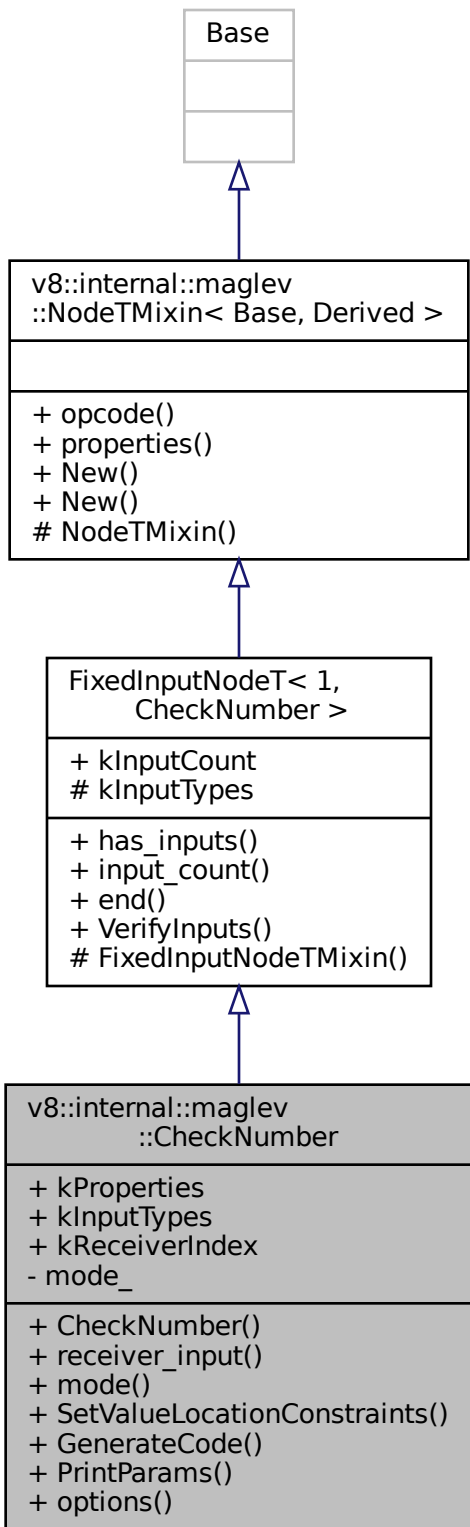 Base
v8::internal::maglev
::NodeTMixin< Base, Derived >
+ opcode()
+ properties()
+ New()
+ New()
# NodeTMixin()
FixedInputNodeT< 1,
CheckNumber >
+ kInputCount
# kInputTypes
+ has_inputs()
+ input_count()
+ end()
+ VerifyInputs()
# FixedInputNodeTMixin()
v8::internal::maglev
::CheckNumber
+ kProperties
+ kInputTypes
+ kReceiverIndex
- mode_
+ CheckNumber()
+ receiver_input()
+ mode()
+ SetValueLocationConstraints()
+ GenerateCode()
+ PrintParams()
+ options()